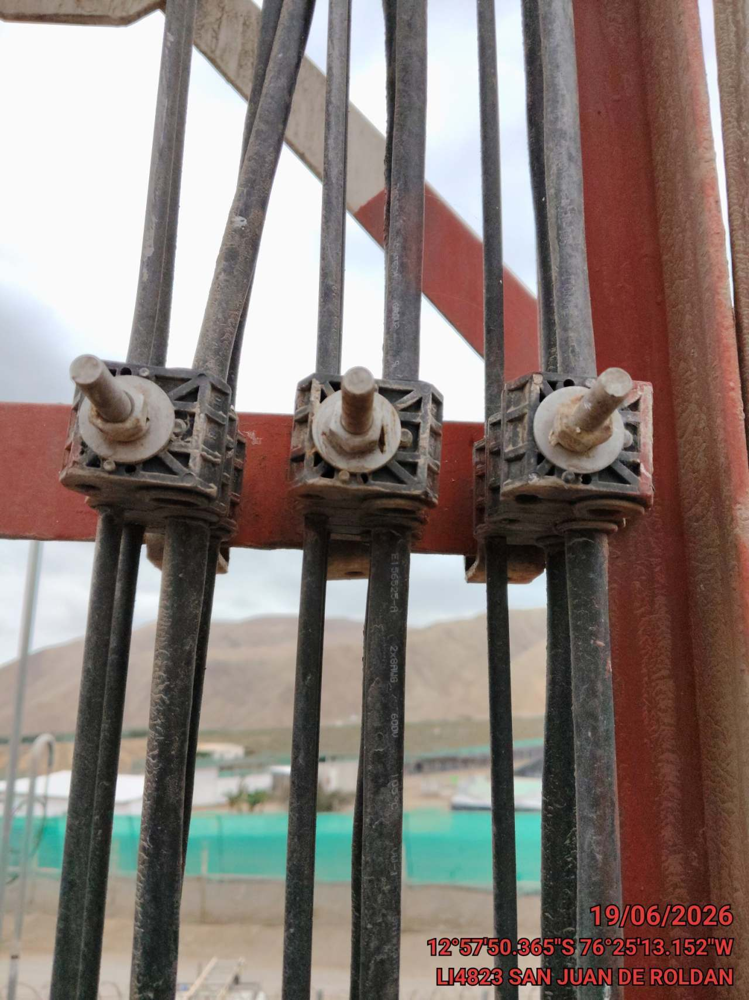 E156525-A 2x8AWG 600V
19/06/2026
12°57'50.365"S 76°25'13.152"W
LI4823 SAN JUAN DE ROLDAN